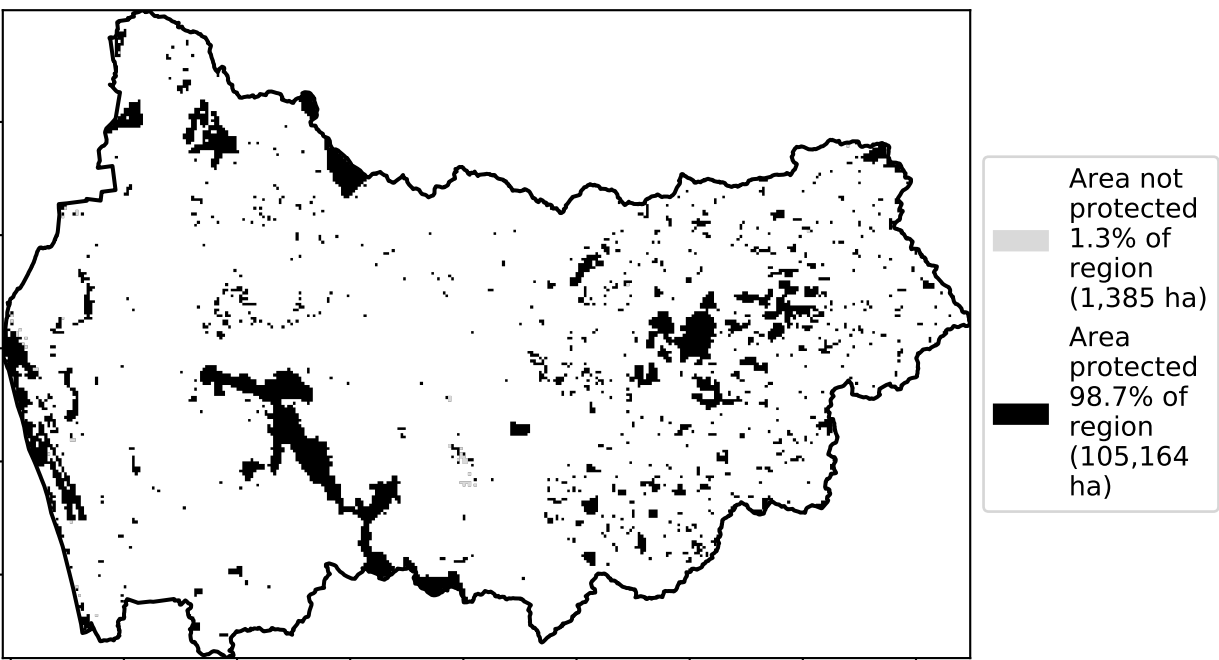 Area not
protected
1.3% of
region
(1,385 ha)
Area
protected
98.7% of
region
(105,164
ha)